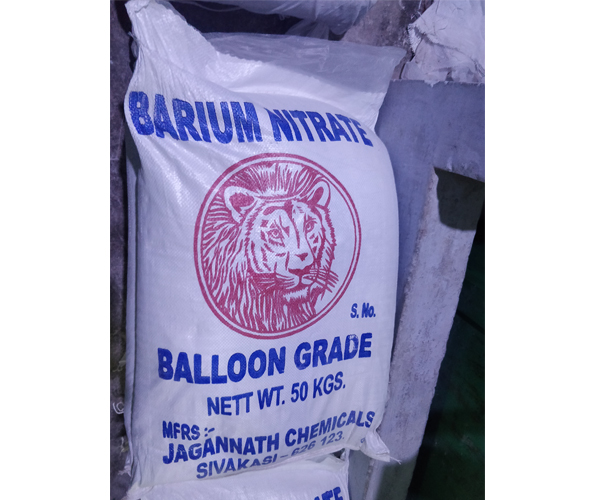 BARIUM NITRATE
S. No.
BALLOON GRADE
NETT WT. 50 KGS.
MFRS :-
JAGANNATH CHEMICALS
SIVAKASI - 626 123.